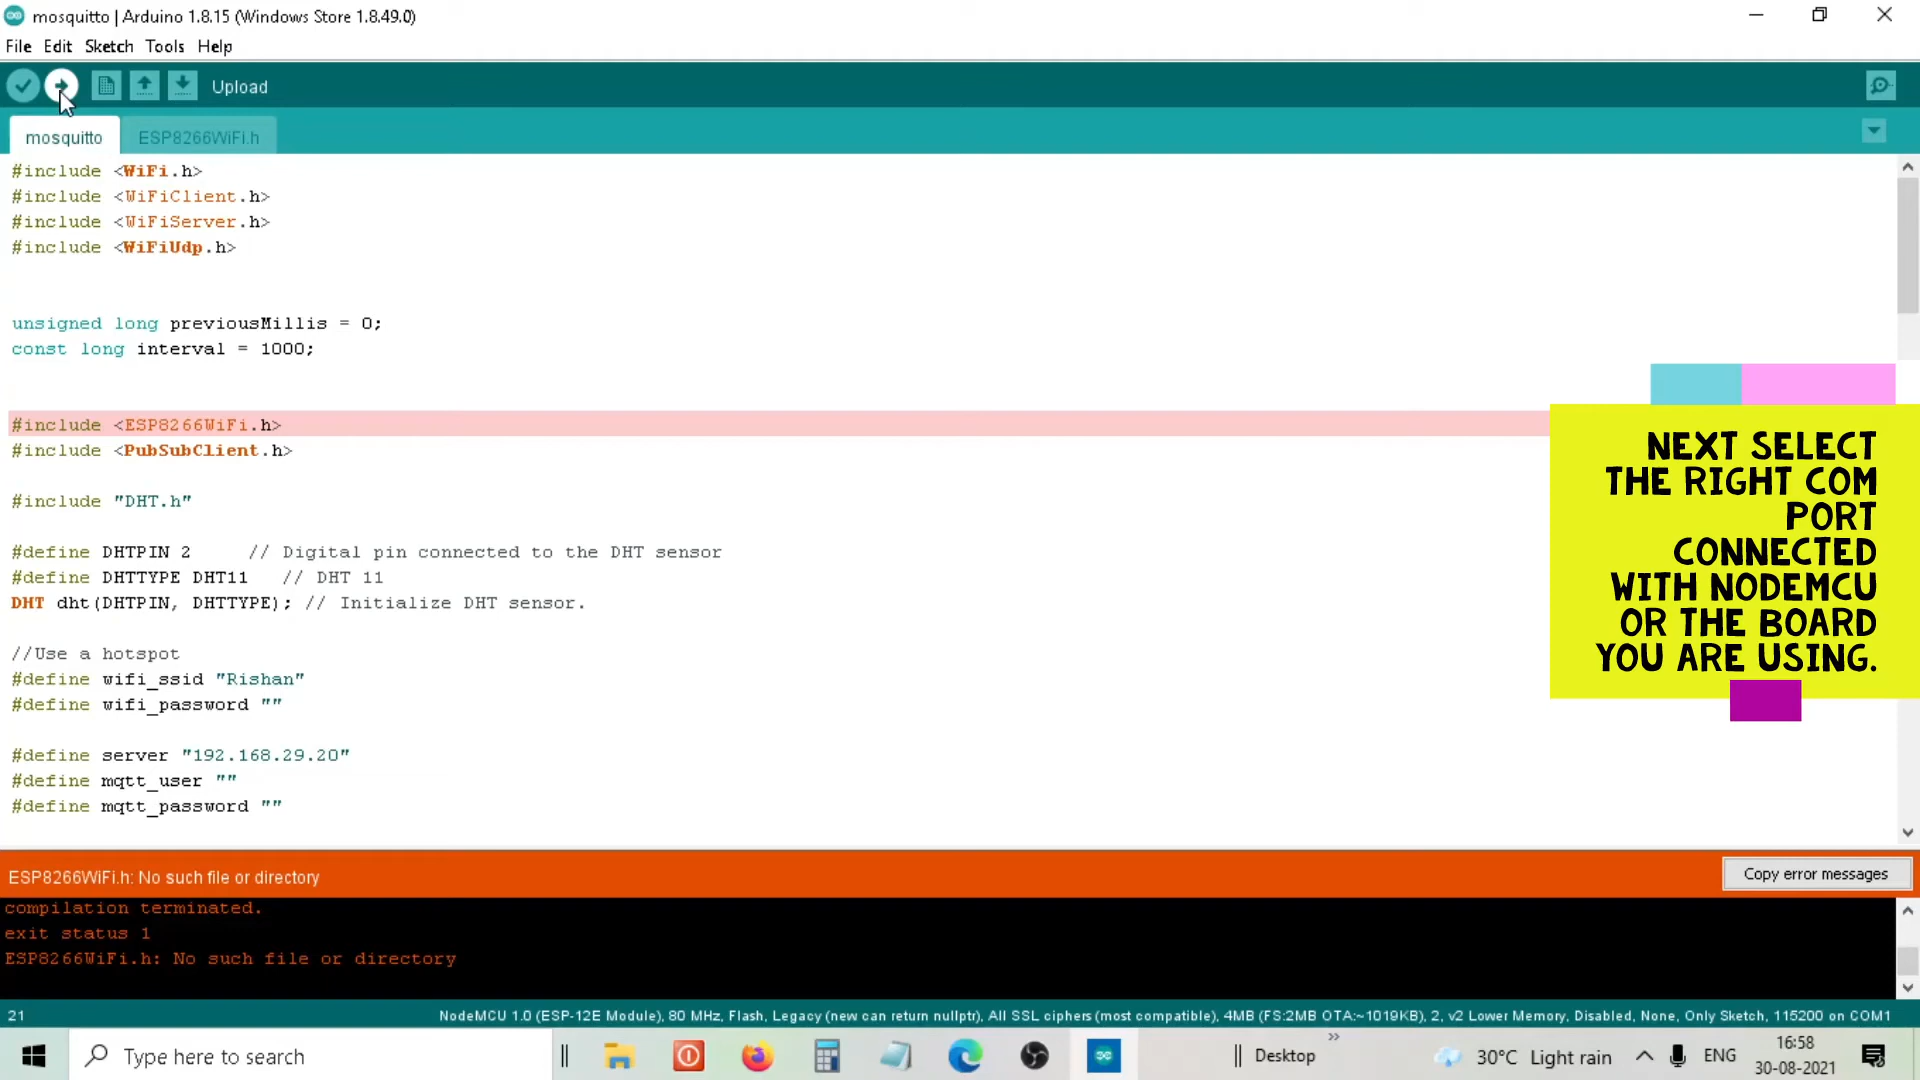 mosquitto | Arduino 1.8.15 (Windows Store 1.8.49.0)
File Edit Sketch Tools Help
Upload
mosquitto ESP8266WiFi.h
#include <WiFi.h>
#include <WiFiClient.h>
#include <WiFiServer.h>
#include <WiFiUdp.h>
unsigned long previousMillis = 0;
const long interval = 1000;
#include <ESP8266WiFi.h>
#include <PubSubClient.h>
#include "DHT.h"
#define DHTPIN 2     // Digital pin connected to the DHT sensor
#define DHTTYPE DHT11   // DHT 11
DHT dht(DHTPIN, DHTTYPE); // Initialize DHT sensor.
//Use a hotspot
#define wifi_ssid "Rishan"
#define wifi_password ""
#define server "192.168.29.20"
#define mqtt_user ""
#define mqtt_password ""
NEXT SELECT
THE RIGHT COM
PORT
CONNECTED
WITH NODEMCU
OR THE BOARD
YOU ARE USING.
ESP8266WiFi.h: No such file or directory
Copy error messages
compilation terminated.
exit status 1
ESP8266WiFi.h: No such file or directory
21 NodeMCU 1.0 (ESP-12E Module), 80 MHz, Flash, Legacy (new can return nullptr), All SSL ciphers (most compatible), 4MB (FS:2MB OTA:~1019KB), 2, v2 Lower Memory, Disabled, None, Only Sketch, 115200 on COM1
Type here to search
Desktop
30°C Light rain
ENG
16:58
30-08-2021